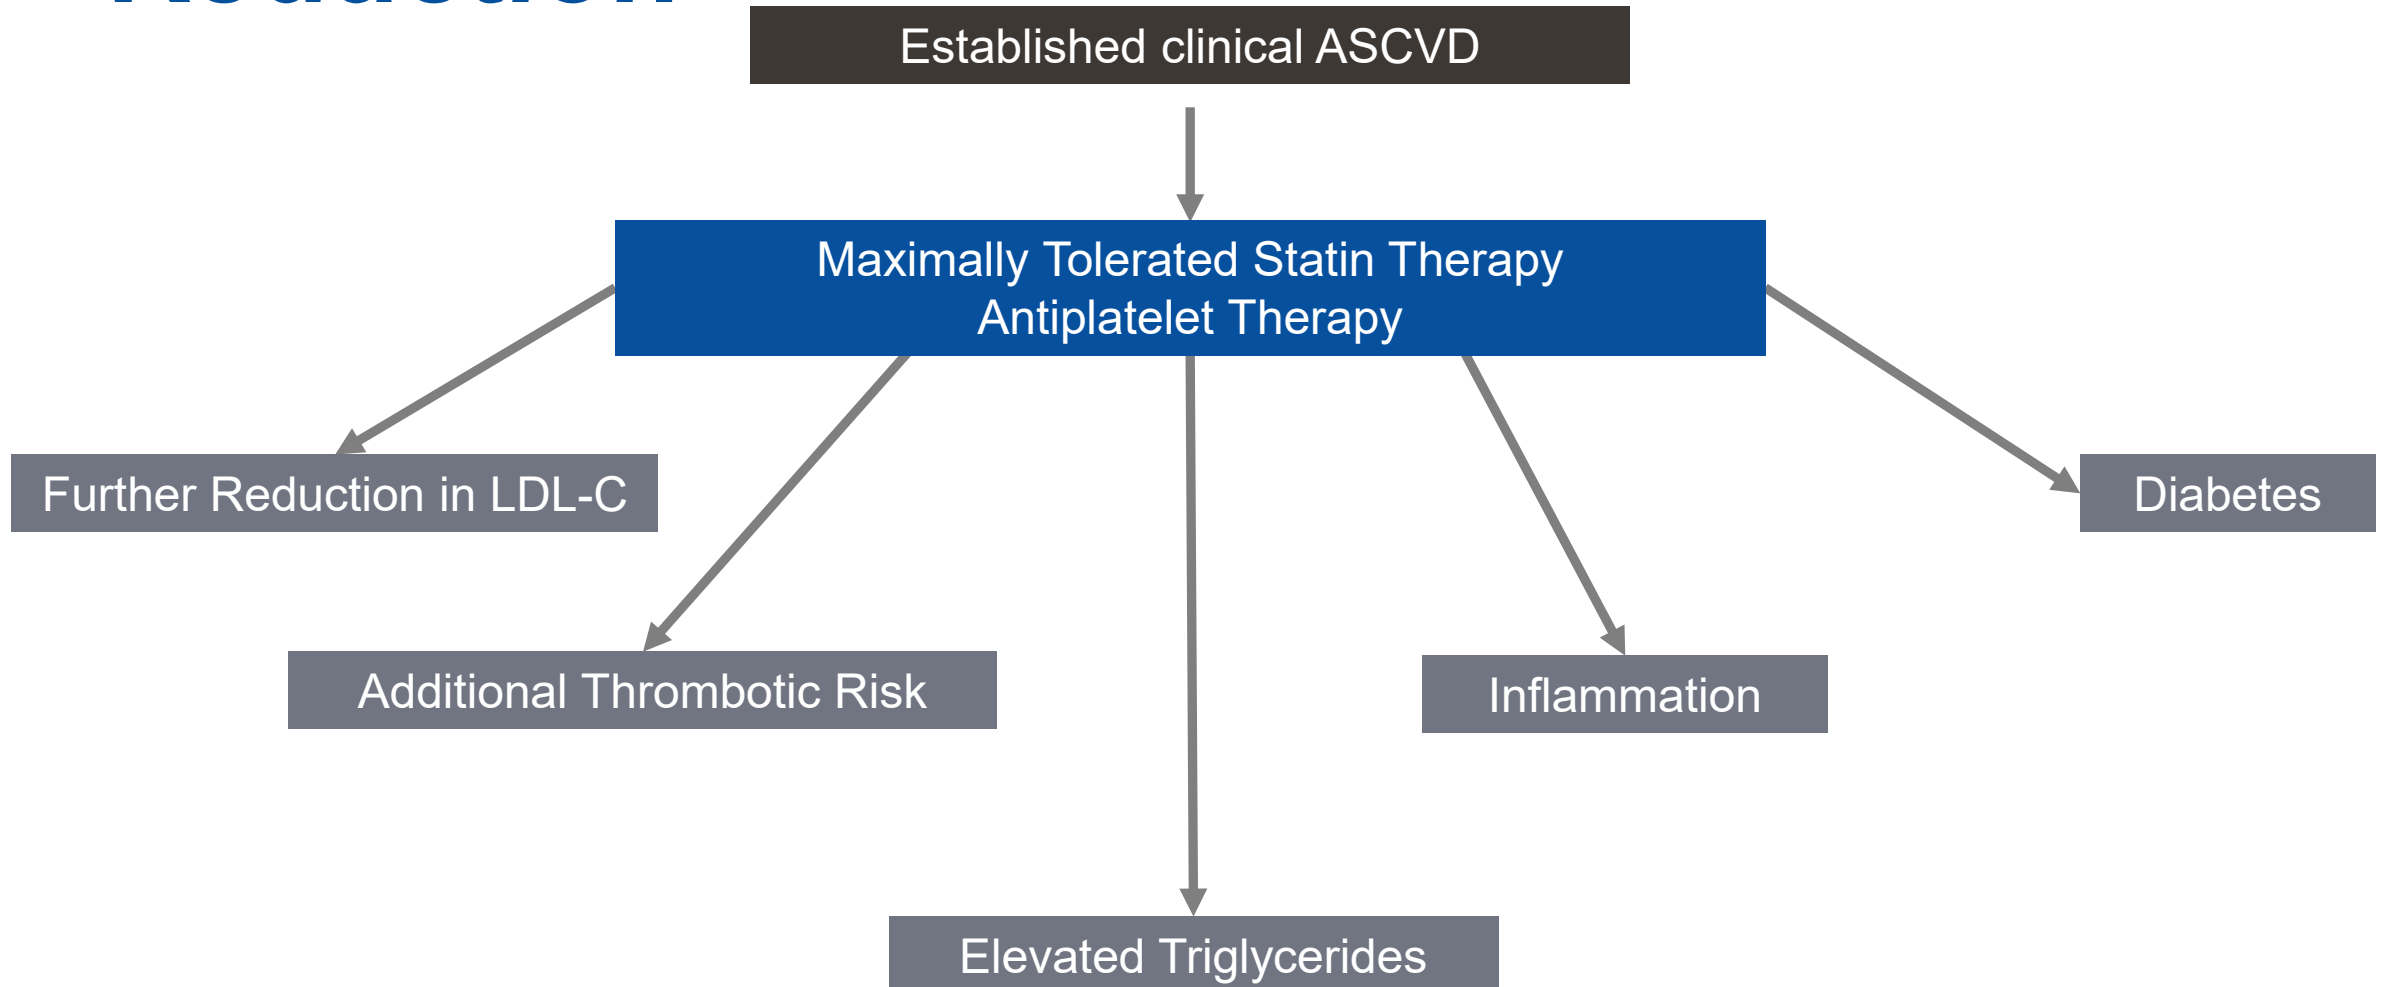 Established clinical ASCVD
Maximally Tolerated Statin Therapy
Antiplatelet Therapy
Further Reduction in LDL-C
Diabetes
Additional Thrombotic Risk
Inflammation
Elevated Triglycerides